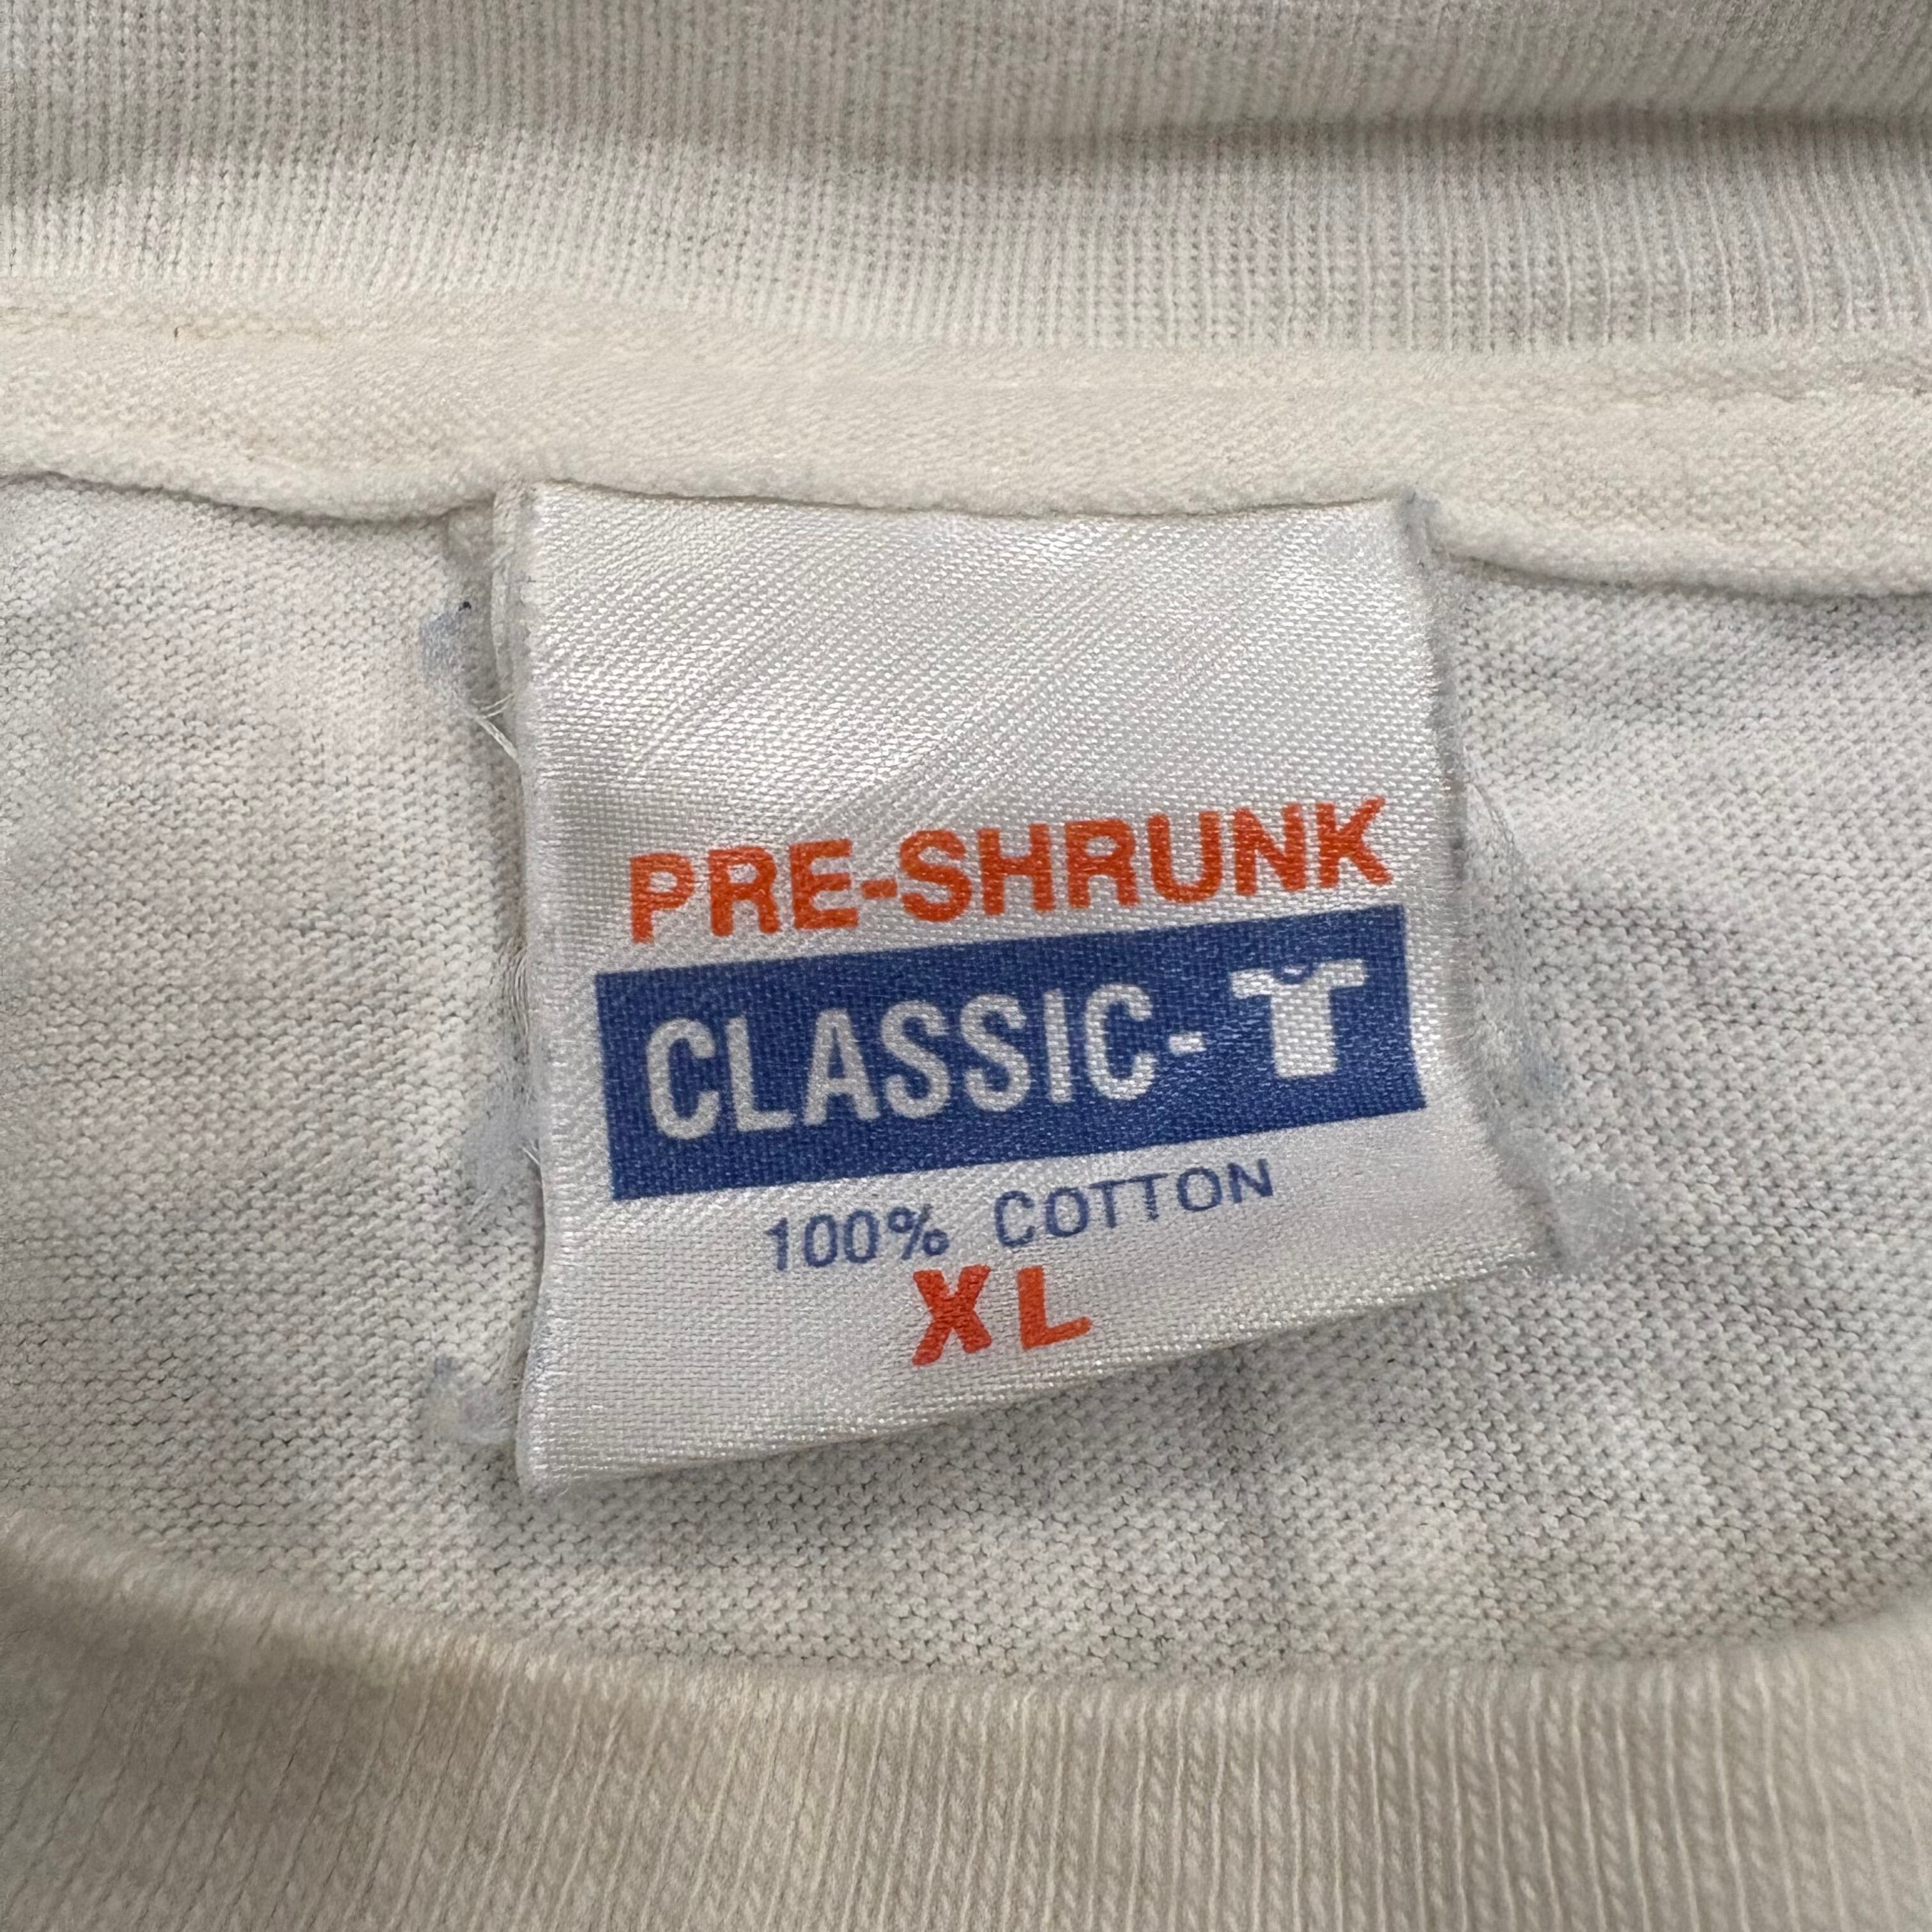 PRE-SHRUNK
CLASSIC-T
100% COTTON
XL